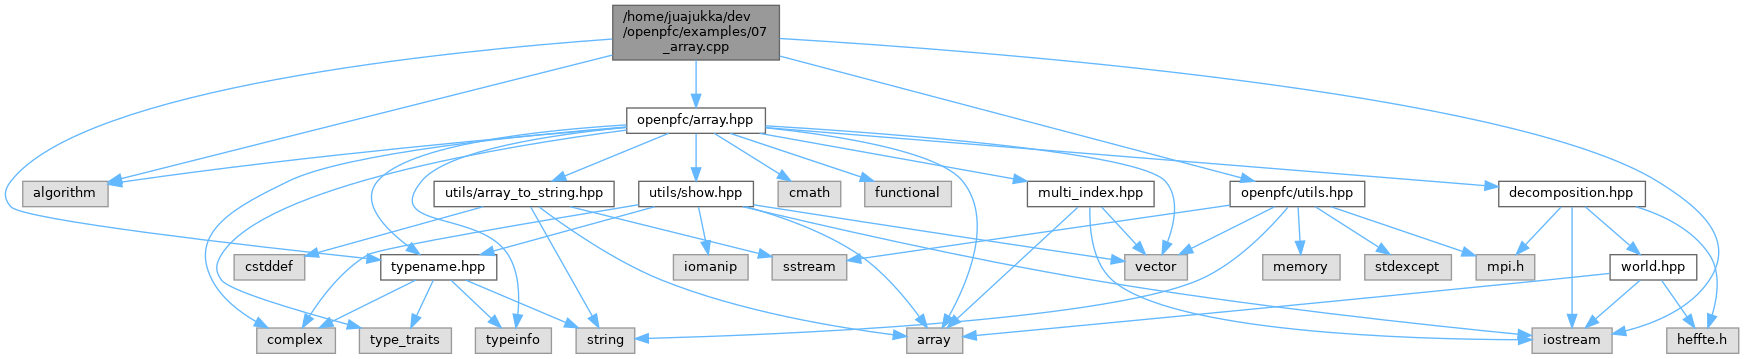 /home/juajukka/dev
/openpfc/examples/07
_array.cpp
openpfc/array.hpp
algorithm
utils/array_to_string.hpp
utils/show.hpp
cmath
functional
multi_index.hpp
openpfc/utils.hpp
decomposition.hpp
cstddef
typename.hpp
iomanip
sstream
vector
memory
stdexcept
mpi.h
world.hpp
complex
type_traits
typeinfo
string
array
iostream
heffte.h